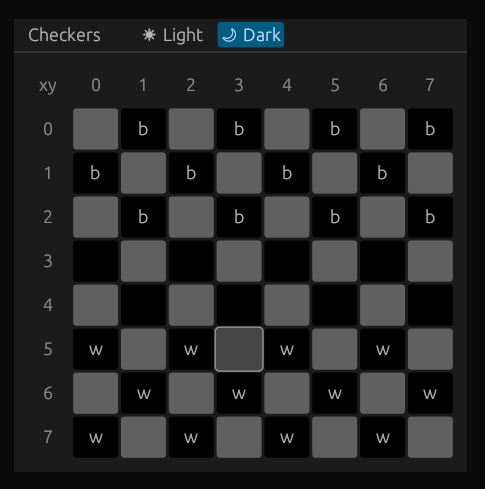 Checkers ☀ Light 🌙 Dark
xy 0 1 2 3 4 5 6 7
0 b b b b
1 b b b b
2 b b b b
3
4
5 w w w w
6 w w w w
7 w w w w